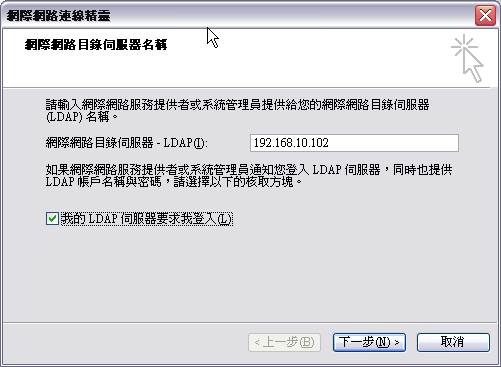 網際網路連線精靈
網際網路目錄伺服器名稱
請輸入網際網路服務提供者或系統管理員提供給您的網際網路目錄伺服器
(LDAP) 名稱。
網際網路目錄伺服器 - LDAP(I): 192.168.10.102
如果網際網路服務提供者或系統管理員通知您登入 LDAP 伺服器，同時也提供
LDAP 帳戶名稱與密碼，請選擇以下的核取方塊。
我的 LDAP 伺服器要求我登入(L)
< 上一步(B) 下一步(N) > 取消